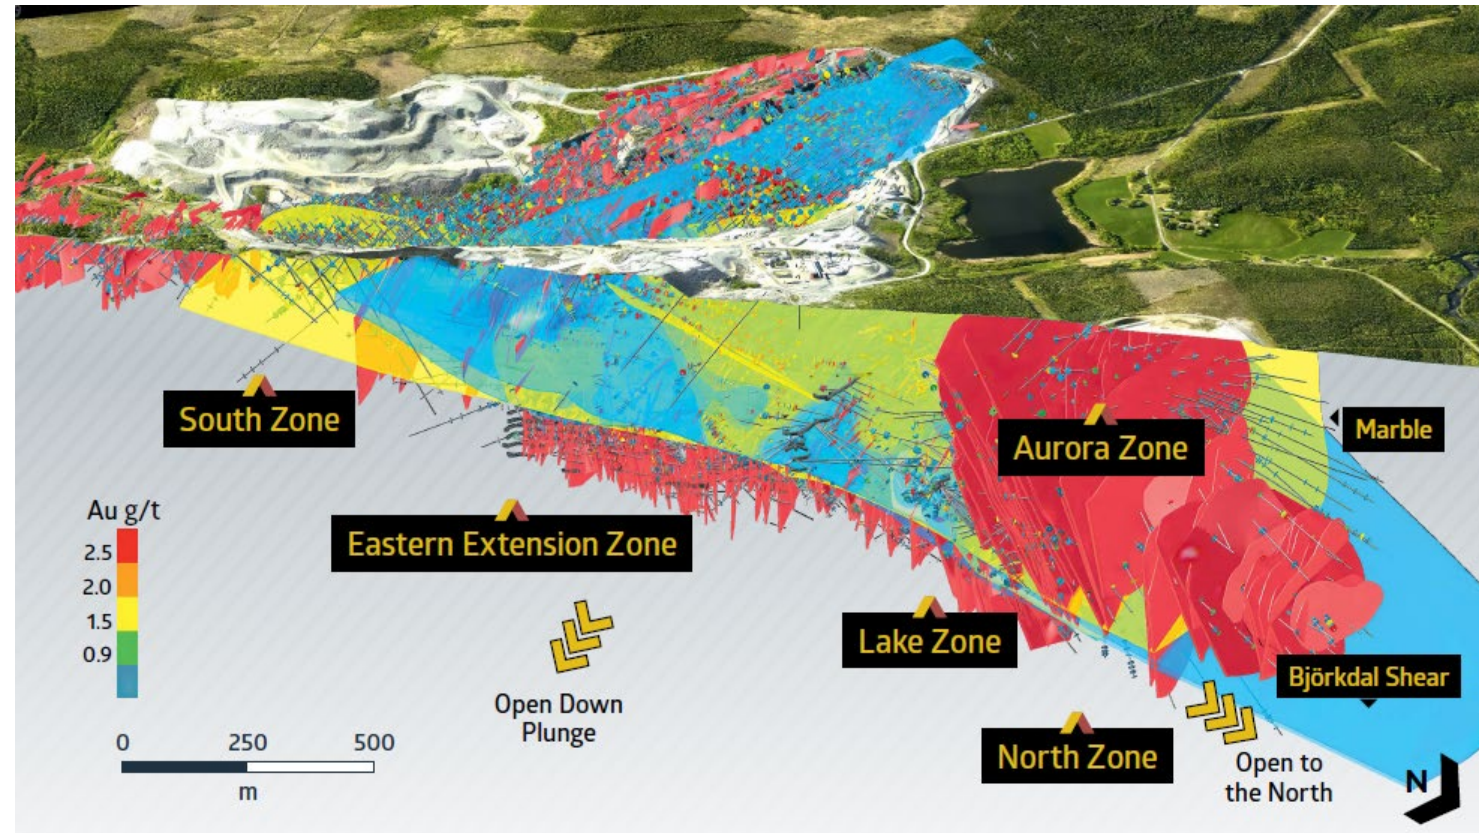 South Zone
Aurora Zone
Marble
Eastern Extension Zone
Lake Zone
Björkdal Shear
North Zone
Au g/t
2.5
2.0
1.5
0.9
Open Down
Plunge
Open to
the North
0 250 500
m
N